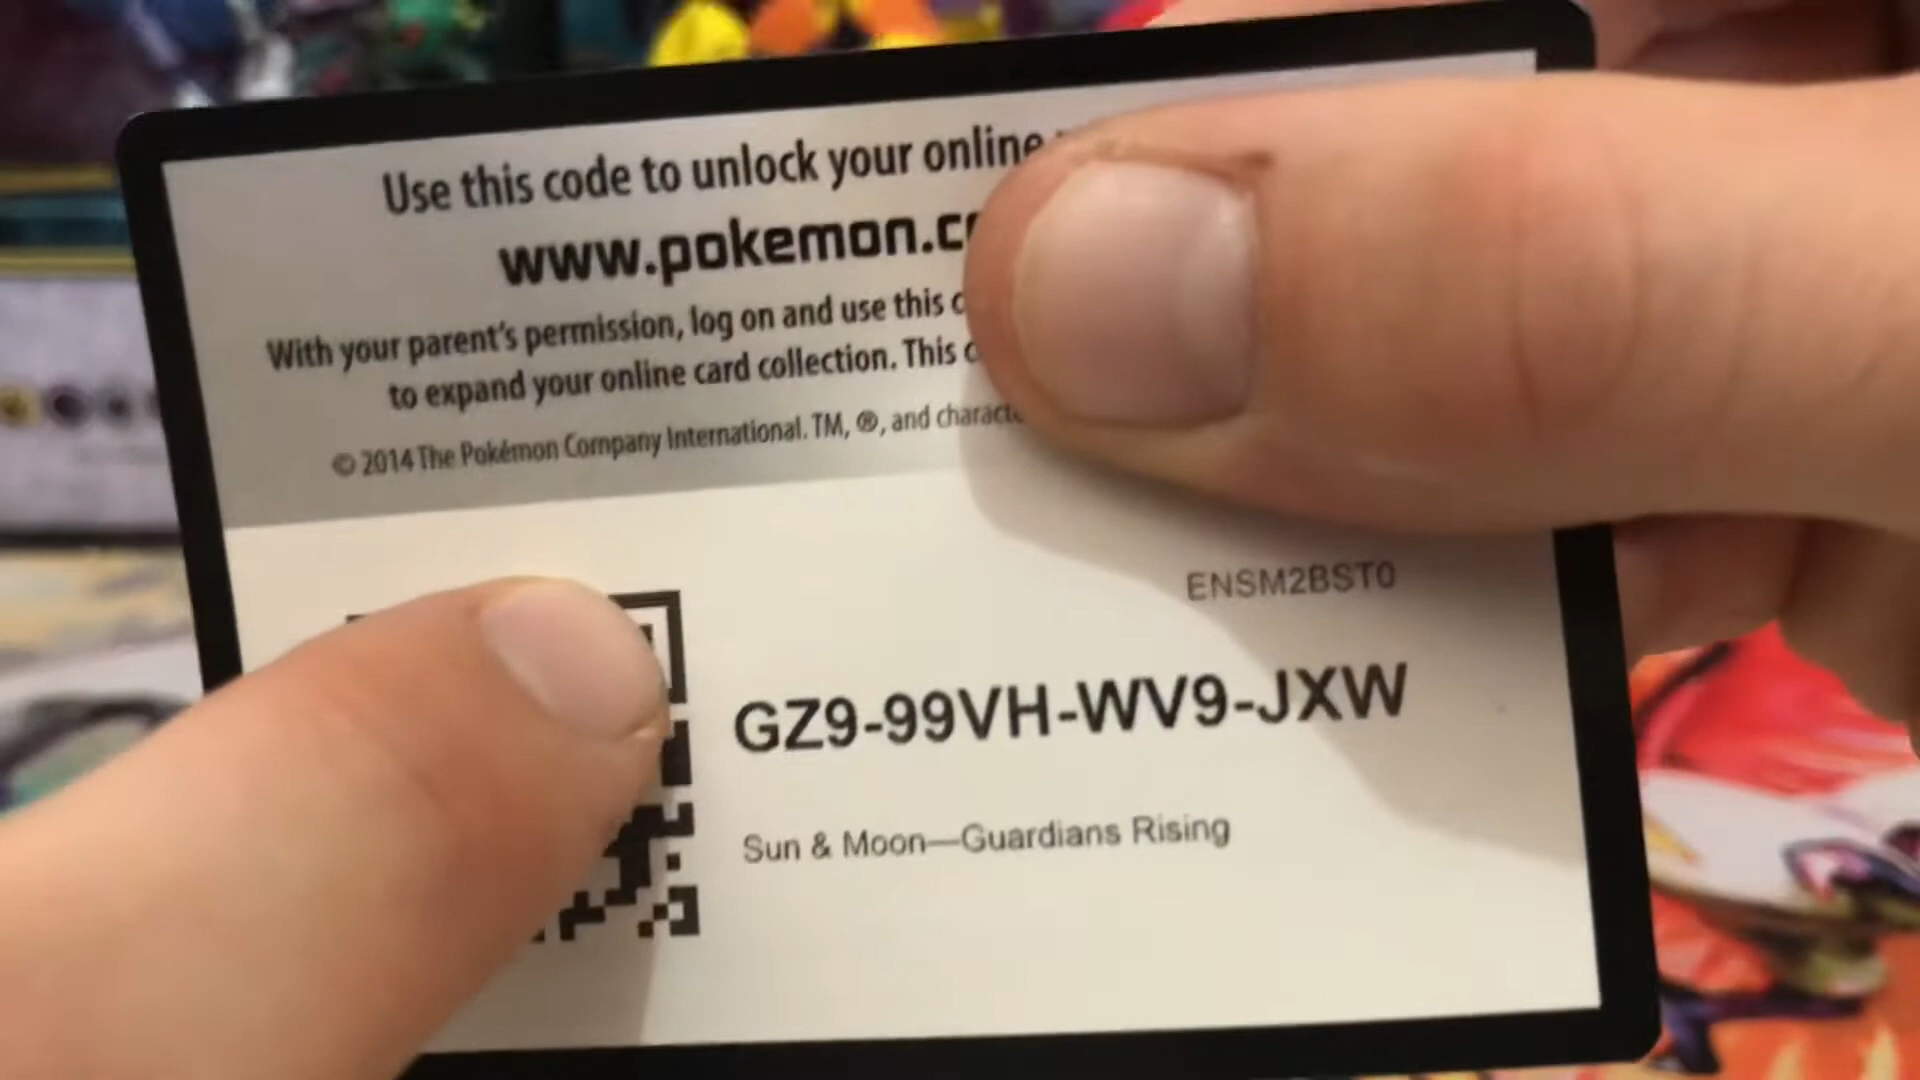 Use this code to unlock your online
www.pokemon.c
With your parent's permission, log on and use this
to expand your online card collection. This
© 2014 The Pokémon Company International. TM, ®, and
ENSM2BST0
GZ9-99VH-WV9-JXW
Sun & Moon—Guardians Rising